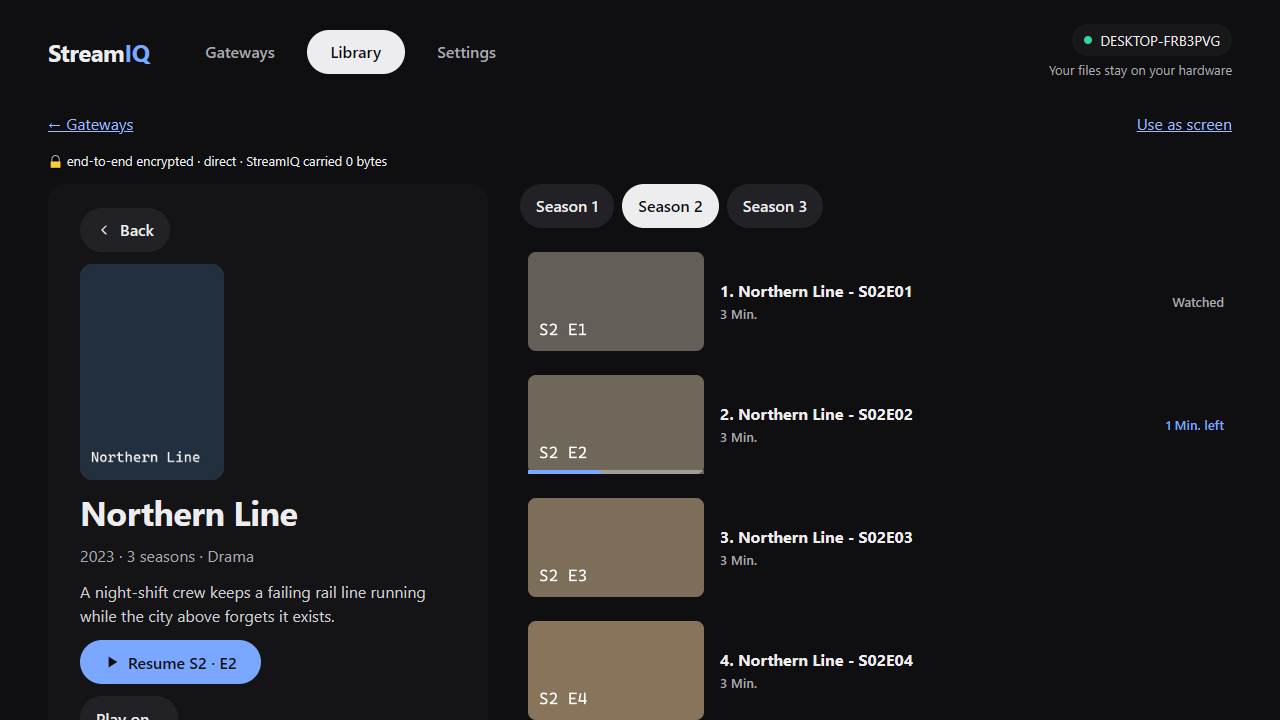 StreamIQ
Gateways
Library
Settings
DESKTOP-FRB3PVG
Your files stay on your hardware
← Gateways
Use as screen
🔒 end-to-end encrypted · direct · StreamIQ carried 0 bytes
Back
Northern Line
Northern Line
2023 · 3 seasons · Drama
A night-shift crew keeps a failing rail line running
while the city above forgets it exists.
Resume S2 · E2
Play on
Season 1
Season 2
Season 3
S2 E1
1. Northern Line - S02E01
3 Min.
Watched
S2 E2
2. Northern Line - S02E02
3 Min.
1 Min. left
S2 E3
3. Northern Line - S02E03
3 Min.
S2 E4
4. Northern Line - S02E04
3 Min.